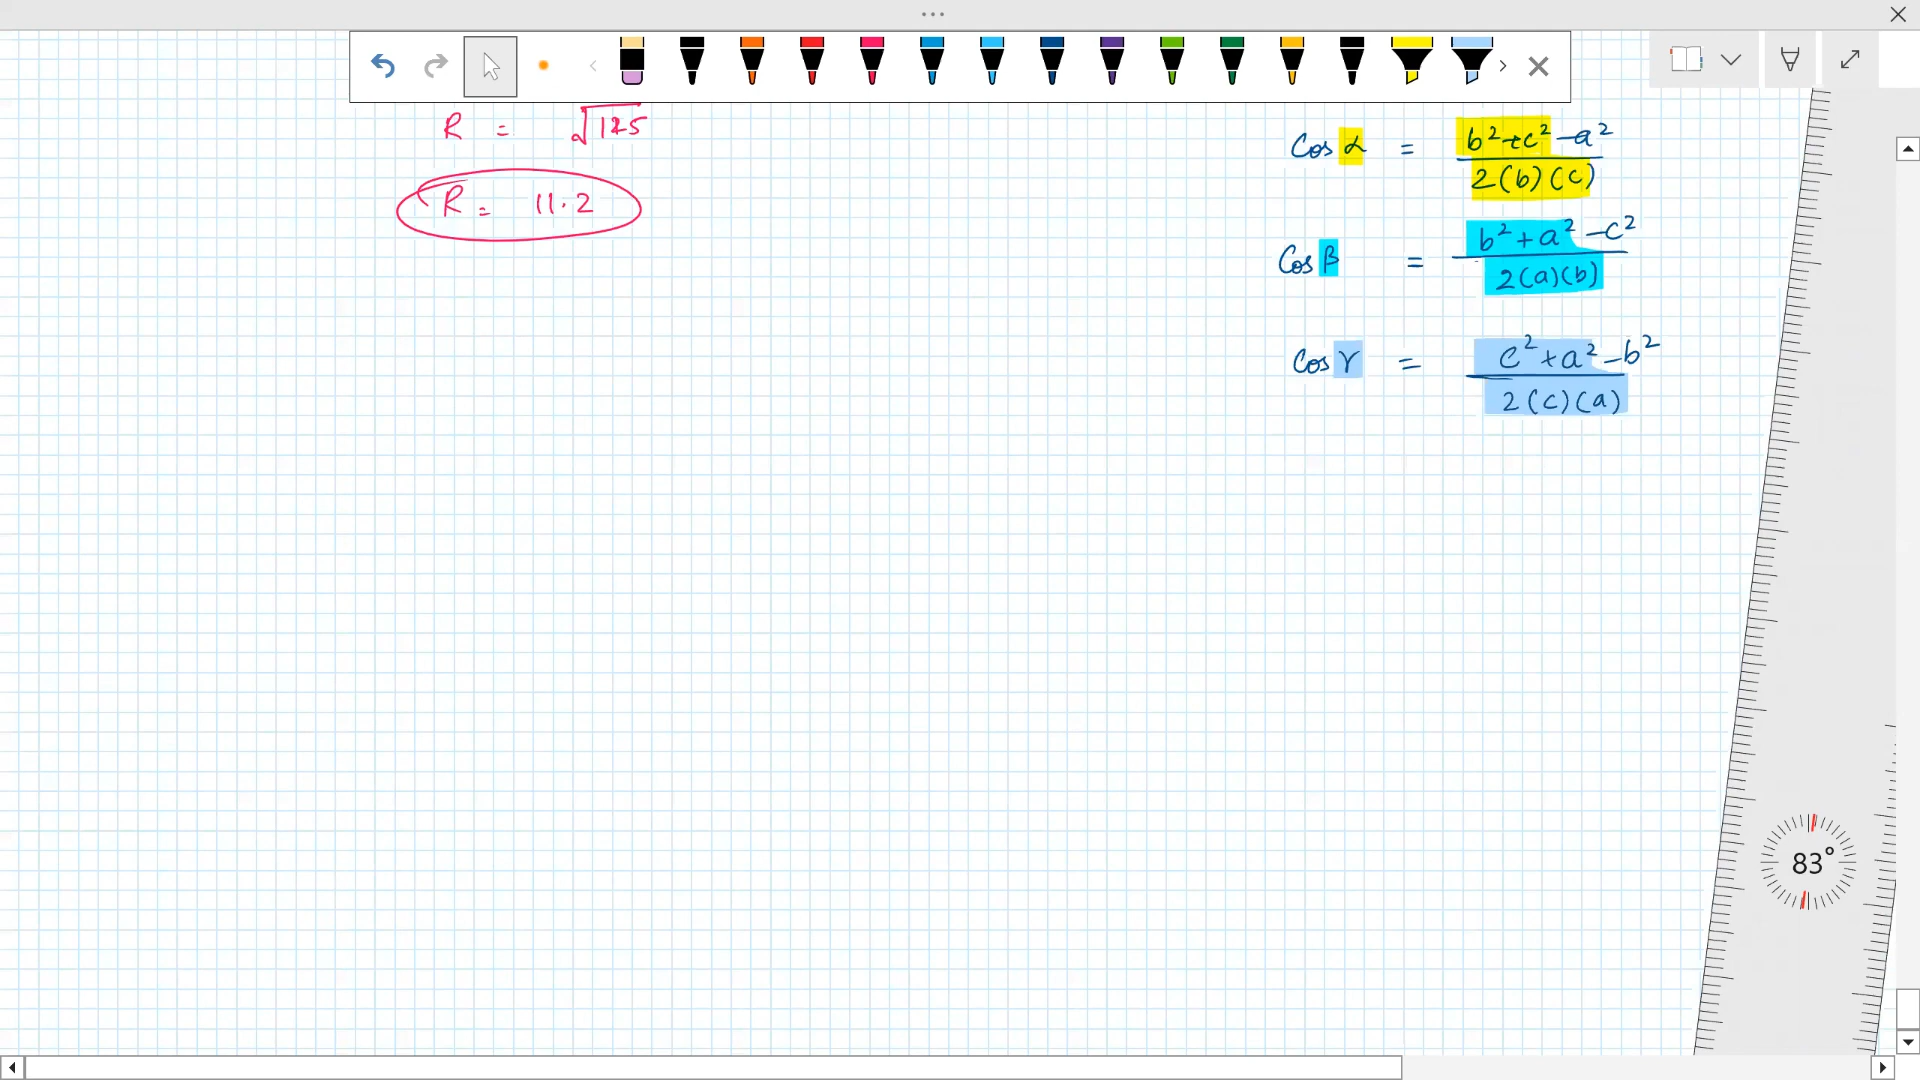 R = √125
R = 11.2
Cos α = b²+c²-a² / 2(b)(c)
Cos β = b²+a²-c² / 2(a)(b)
Cos γ = c²+a²-b² / 2(c)(a)
83°